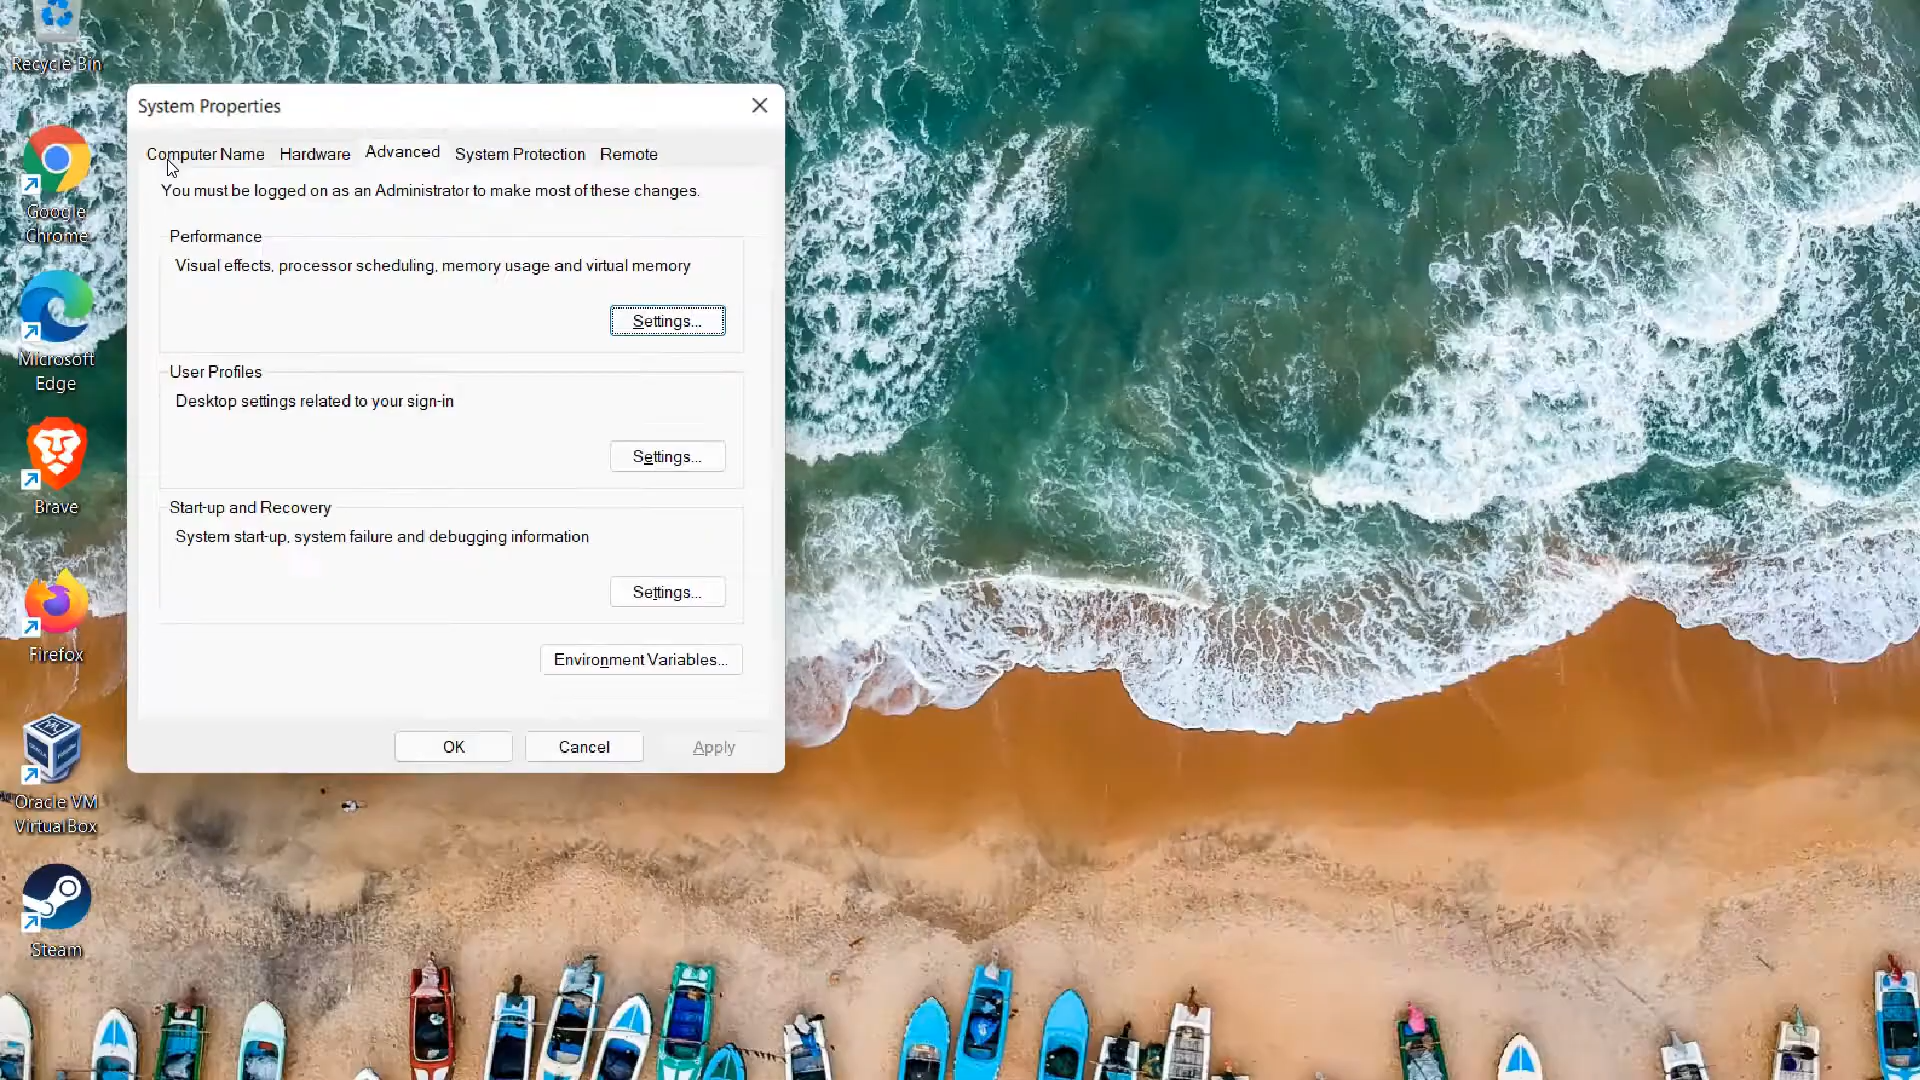 Recycle Bin
System Properties
Computer Name Hardware Advanced System Protection Remote
You must be logged on as an Administrator to make most of these changes.
Performance
Visual effects, processor scheduling, memory usage and virtual memory
Settings...
User Profiles
Desktop settings related to your sign-in
Settings...
Start-up and Recovery
System start-up, system failure and debugging information
Settings...
Environment Variables...
OK Cancel Apply
Google
Chrome
Microsoft
Edge
Brave
Firefox
Oracle VM
VirtualBox
Steam